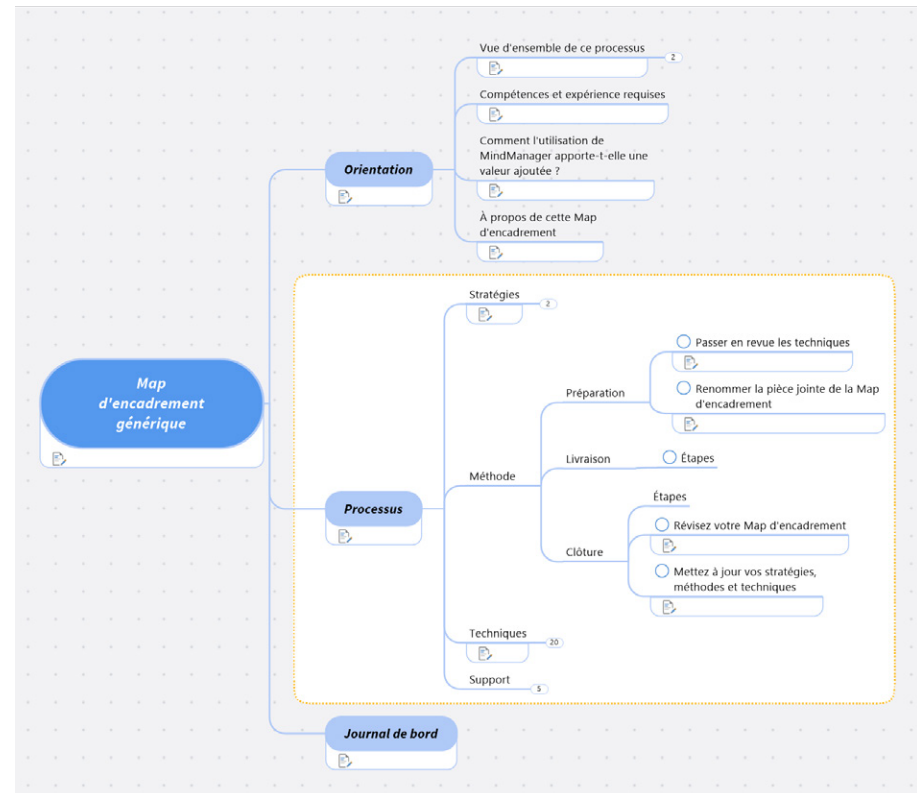 Vue d'ensemble de ce processus
2
Compétences et expérience requises
Comment l'utilisation de
MindManager apporte-t-elle une
valeur ajoutée ?
Orientation
À propos de cette Map
d'encadrement
Stratégies
2
Passer en revue les techniques
Map
d'encadrement
générique
Préparation
Renommer la pièce jointe de la Map
d'encadrement
Livraison
Étapes
Méthode
Étapes
Processus
Révisez votre Map d'encadrement
Clôture
Mettez à jour vos stratégies,
méthodes et techniques
Techniques
20
Support
5
Journal de bord